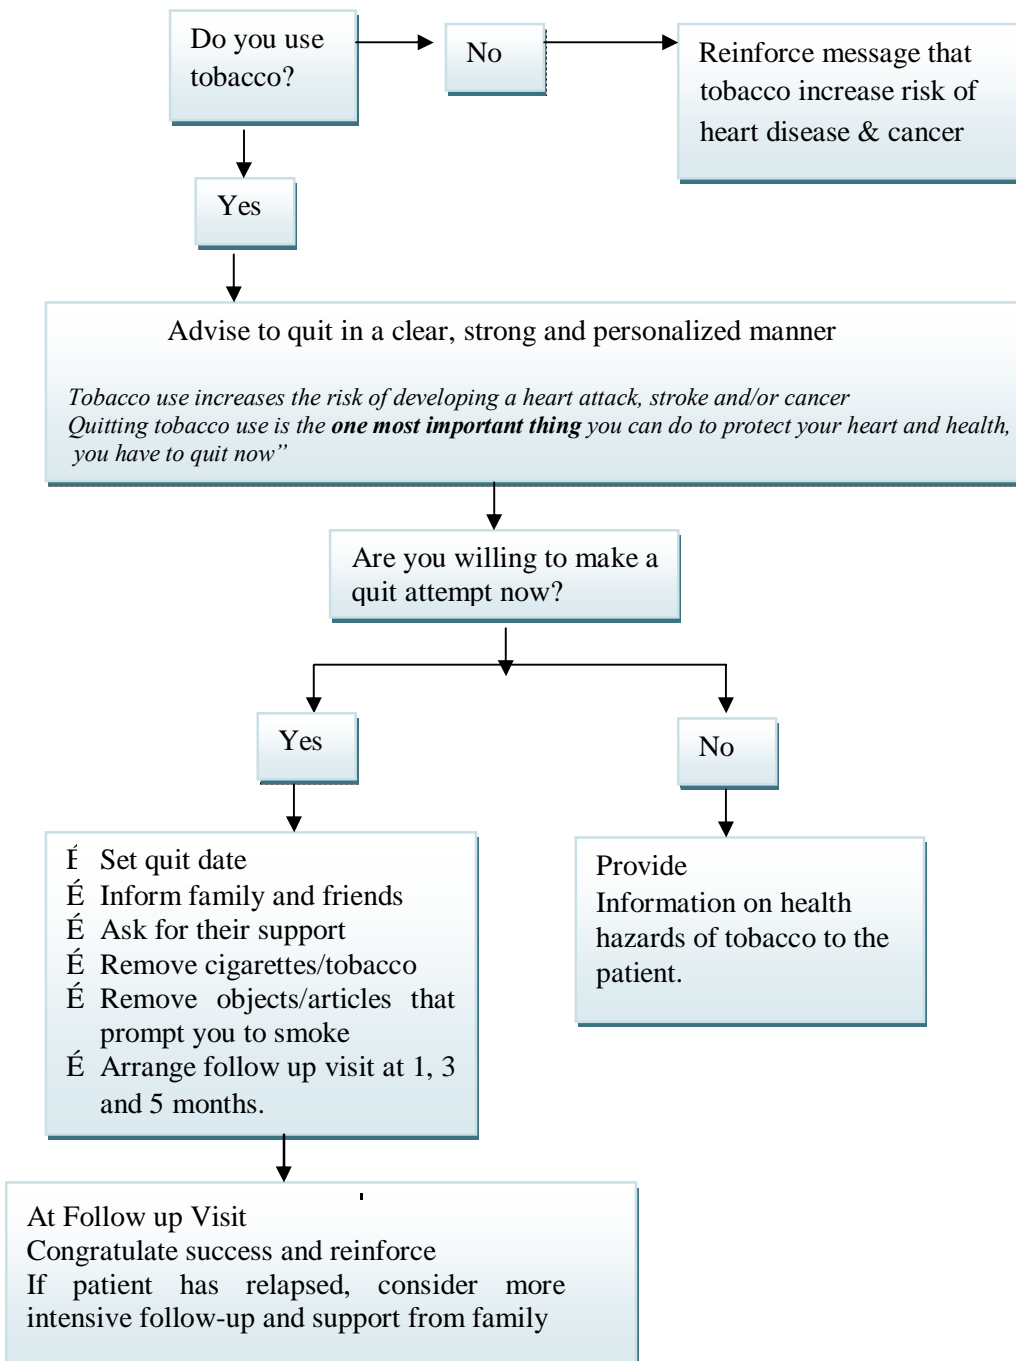 Do you use
tobacco?
No
Reinforce message that
tobacco increase risk of
heart disease & cancer
Yes
Advise to quit in a clear, strong and personalized manner
Tobacco use increases the risk of developing a heart attack, stroke and/or cancer
Quitting tobacco use is the one most important thing you can do to protect your heart and health,
you have to quit now”
Are you willing to make a
quit attempt now?
Yes
No
É Set quit date
É Inform family and friends
É Ask for their support
É Remove cigarettes/tobacco
É Remove objects/articles that
prompt you to smoke
É Arrange follow up visit at 1, 3
and 5 months.
Provide
Information on health
hazards of tobacco to the
patient.
At Follow up Visit
Congratulate success and reinforce
If patient has relapsed, consider more
intensive follow-up and support from family